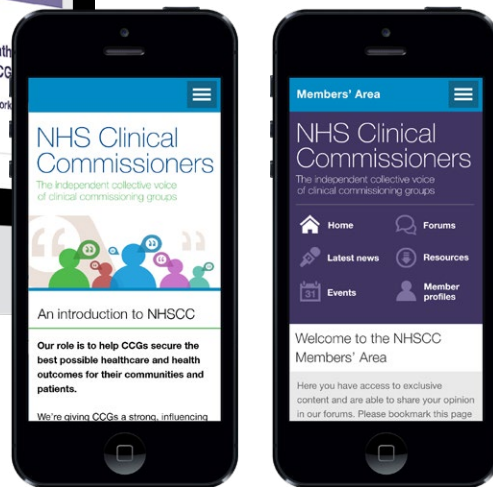 NHS Clinical
Commissioners
The independent collective voice
of clinical commissioning groups
An introduction to NHSCC
Our role is to help CCGs secure the
best possible healthcare and health
outcomes for their communities and
patients.
We're giving CCGs a strong, influencing
Members' Area
NHS Clinical
Commissioners
The independent collective voice
of clinical commissioning groups
Home
Forums
Latest news
Resources
31
Events
Member
profiles
Welcome to the NHSCC
Members' Area
Here you have access to exclusive
content and are able to share your opinion
in our forums. Please bookmark this page